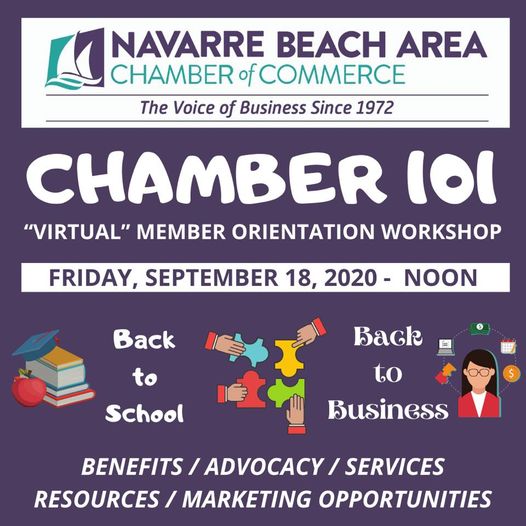 NAVARRE BEACH AREA
CHAMBER of COMMERCE
The Voice of Business Since 1972
CHAMBER 101
“VIRTUAL” MEMBER ORIENTATION WORKSHOP
FRIDAY, SEPTEMBER 18, 2020 - NOON
Back
to
School
Back
to
Business
BENEFITS / ADVOCACY / SERVICES
RESOURCES / MARKETING OPPORTUNITIES